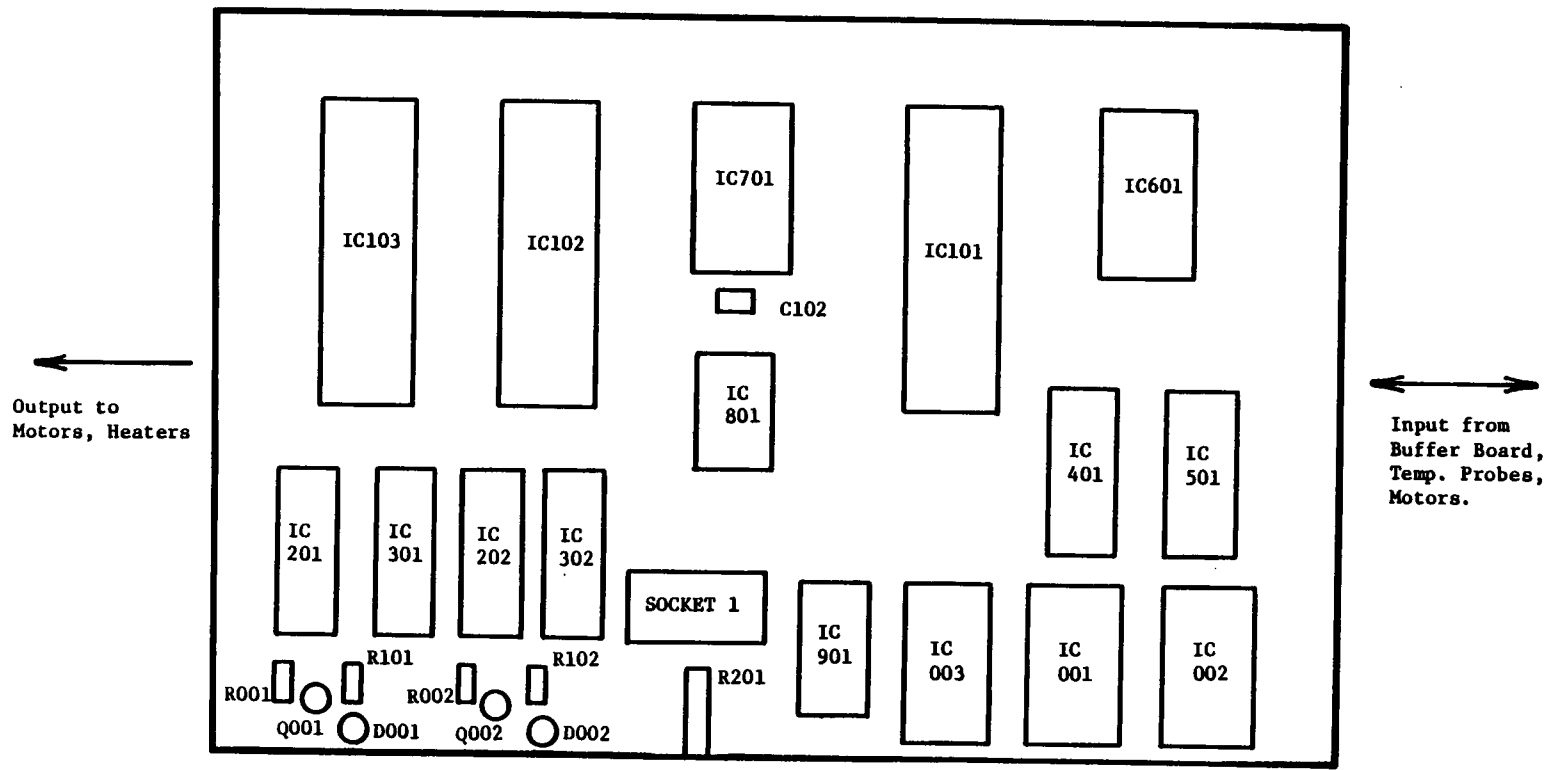 IC701
IC601
IC103
IC102
IC101
C102
Output to
Motors, Heaters
IC
801
Input from
Buffer Board,
Temp. Probes,
Motors.
IC
401
IC
501
IC
201
IC
301
IC
202
IC
302
SOCKET 1
IC
901
IC
003
IC
001
IC
002
R101
R102
R001
R002
R201
Q001
D001
Q002
D002